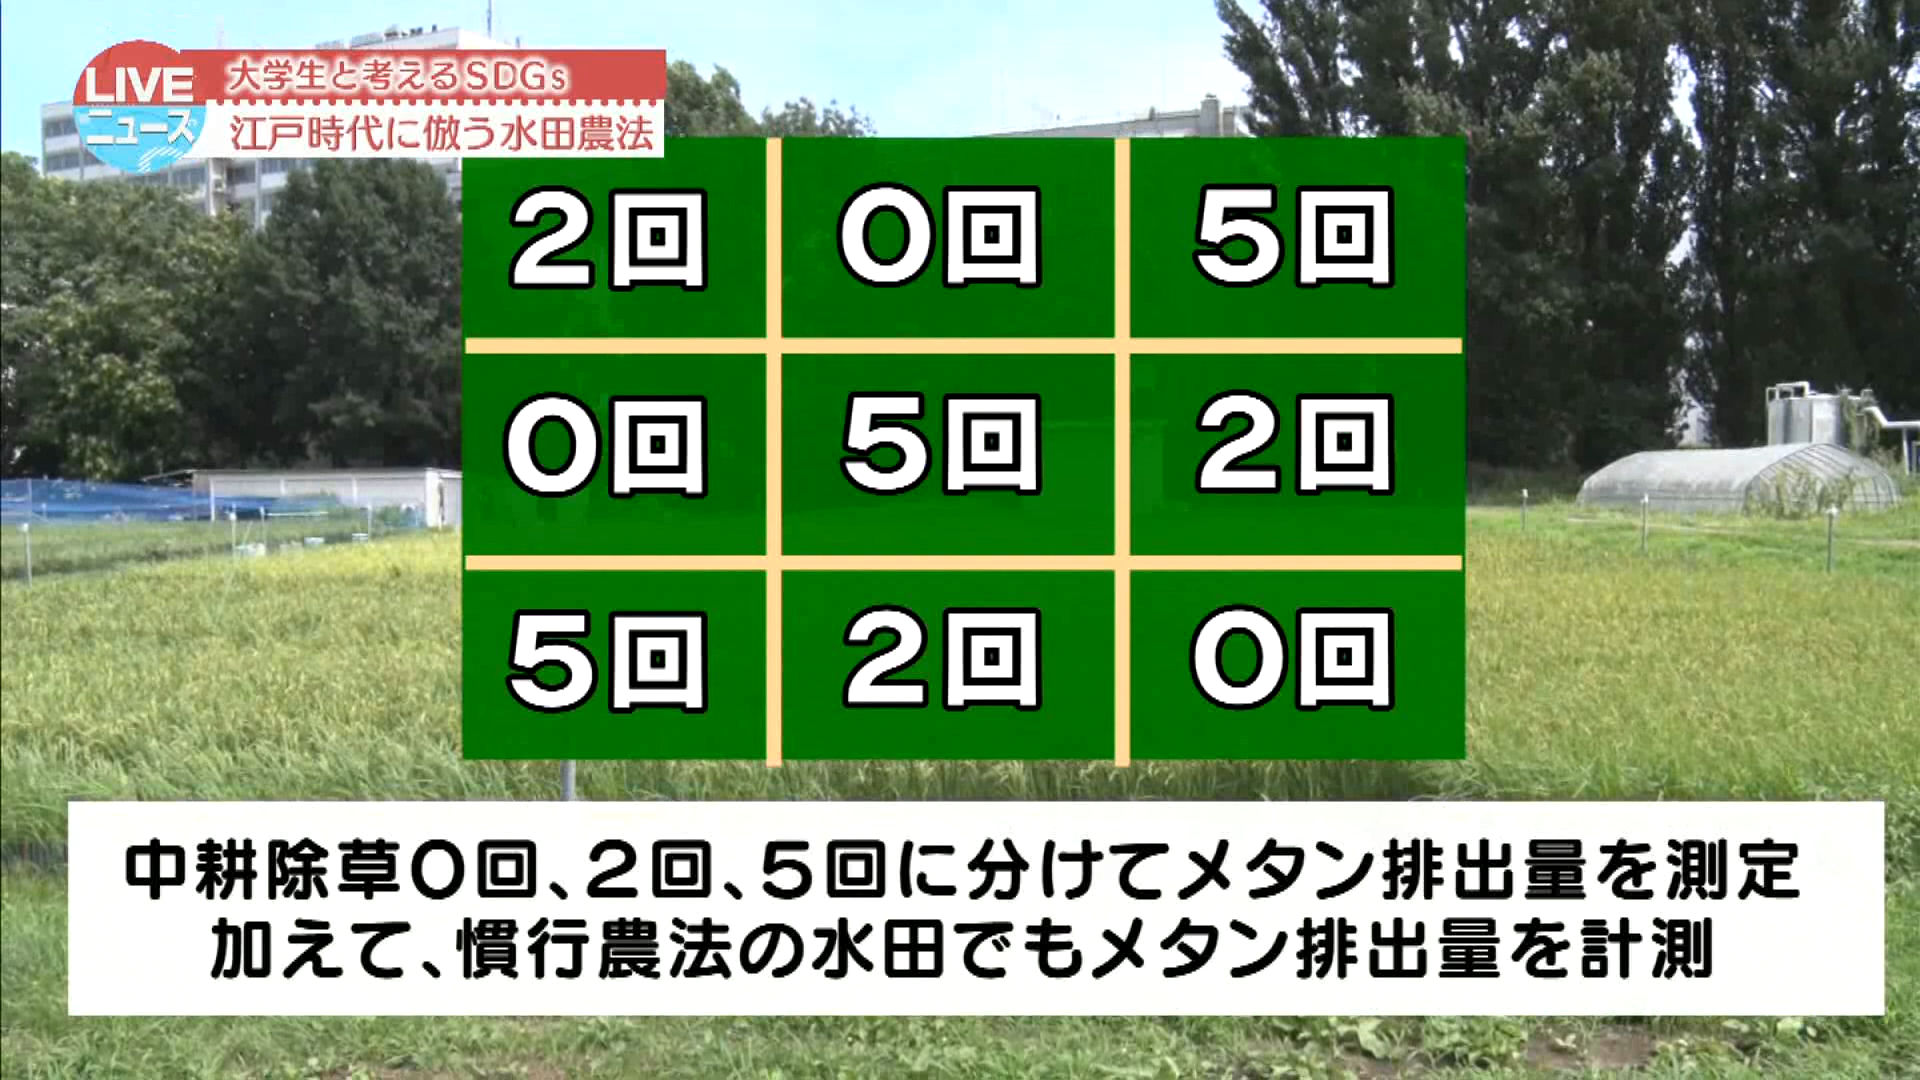 LIVE
ニュース
大学生と考えるSDGs
江戸時代に倣う水田農法
2回 0回 5回
0回 5回 2回
5回 2回 0回
中耕除草0回、2回、5回に分けてメタン排出量を測定
加えて、慣行農法の水田でもメタン排出量を計測